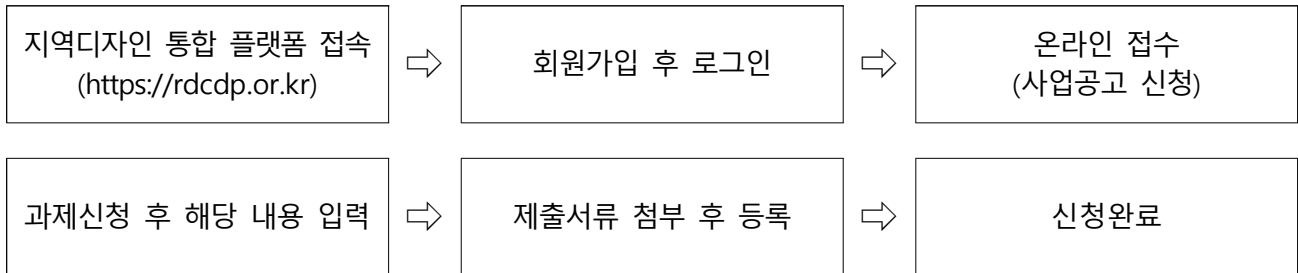 지역디자인 통합 플랫폼 접속
(https://rdcdp.or.kr)
⇨
회원가입 후 로그인
⇨
온라인 접수
(사업공고 신청)
과제신청 후 해당 내용 입력
⇨
제출서류 첨부 후 등록
⇨
신청완료